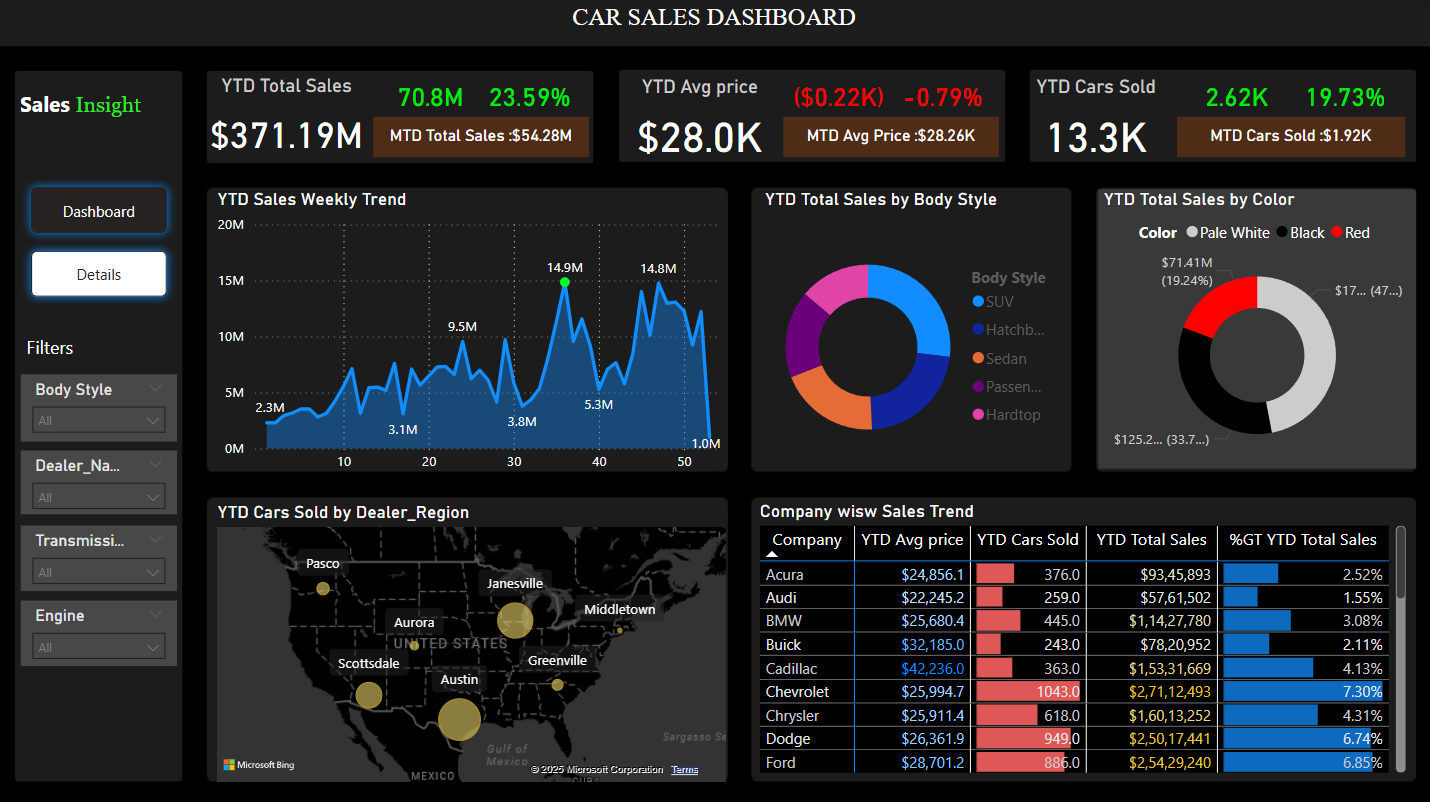 CAR SALES DASHBOARD
Sales Insight
Dashboard
Details
Filters
Body Style
All
Dealer_Na...
All
Transmissi...
All
Engine
All
YTD Total Sales
70.8M 23.59%
$371.19M
MTD Total Sales :$54.28M
YTD Avg price
($0.22K) -0.79%
$28.0K
MTD Avg Price :$28.26K
YTD Cars Sold
2.62K 19.73%
13.3K
MTD Cars Sold :$1.92K
YTD Sales Weekly Trend
20M
15M
10M
5M
0M
2.3M
3.1M
9.5M
3.8M
14.9M
5.3M
14.8M
1.0M
10 20 30 40 50
YTD Total Sales by Body Style
Body Style
SUV
Hatchb...
Sedan
Passen...
Hardtop
YTD Total Sales by Color
Color Pale White Black Red
$71.41M
(19.24%)
$17... (47...)
$125.2... (33.7...)
YTD Cars Sold by Dealer_Region
Pasco
Janesville
Middletown
Aurora
UNITED STATES
Scottsdale
Greenville
Austin
Sargasso Se
Gulf of
Mexico
MEXICO
CUBA
Microsoft Bing
© 2025 Microsoft Corporation Terms
Company wisw Sales Trend
Company YTD Avg price YTD Cars Sold YTD Total Sales %GT YTD Total Sales
Acura $24,856.1 376.0 $93,45,893 2.52%
Audi $22,245.2 259.0 $57,61,502 1.55%
BMW $25,680.4 445.0 $1,14,27,780 3.08%
Buick $32,185.0 243.0 $78,20,952 2.11%
Cadillac $42,236.0 363.0 $1,53,31,669 4.13%
Chevrolet $25,994.7 1043.0 $2,71,12,493 7.30%
Chrysler $25,911.4 618.0 $1,60,13,252 4.31%
Dodge $26,361.9 949.0 $2,50,17,441 6.74%
Ford $28,701.2 886.0 $2,54,29,240 6.85%